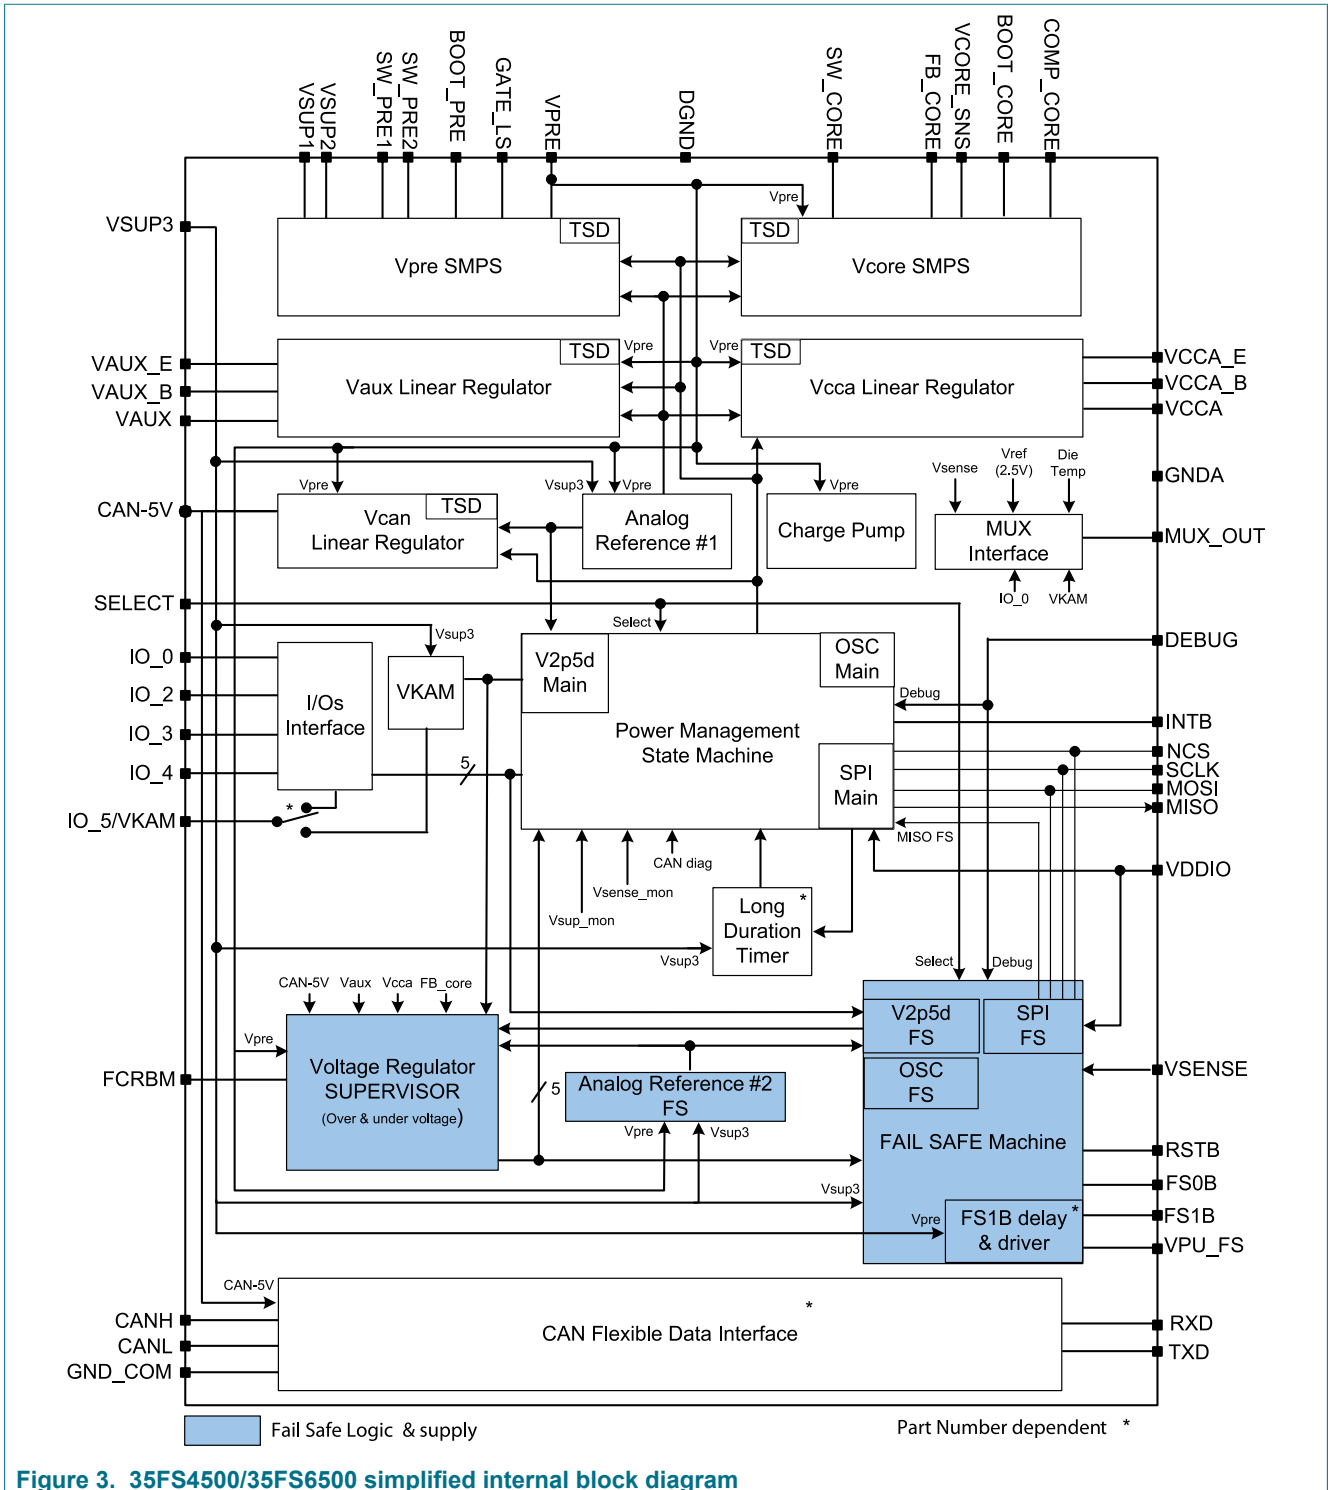 VSUP1
VSUP2
SW_PRE1
SW_PRE2
BOOT_PRE
GATE_LS
VPRE
DGND
SW_CORE
FB_CORE
VCORE_SNS
BOOT_CORE
COMP_CORE
VSUP3
TSD
Vpre SMPS
Vpre
TSD
Vcore SMPS
VAUX_E
VAUX_B
VAUX
TSD
Vpre
Vaux Linear Regulator
Vpre
TSD
Vcca Linear Regulator
VCCA_E
VCCA_B
VCCA
GNDA
CAN-5V
Vpre
TSD
Vcan
Linear Regulator
Vsup3
Vpre
Analog
Reference #1
Vpre
Charge Pump
Vsense
Vref
(2.5V)
Die
Temp
MUX
Interface
IO_0
VKAM
MUX_OUT
SELECT
Select
Vsup3
IO_0
IO_2
IO_3
IO_4
IO_5/VKAM
I/Os
Interface
*
VKAM
V2p5d
Main
OSC
Main
Power Management
State Machine
SPI
Main
5
Debug
DEBUG
INTB
NCS
SCLK
MOSI
MISO
MISO FS
VDDIO
CAN diag
Vsense_mon
Vsup_mon
Long
Duration
Timer
*
Vsup3
Select
Debug
CAN-5V
Vaux
Vcca
FB_core
Vpre
Voltage Regulator
SUPERVISOR
(Over & under voltage)
FCRBM
5
Analog Reference #2
FS
Vpre
Vsup3
V2p5d
FS
SPI
FS
OSC
FS
FAIL SAFE Machine
Vsup3
Vpre
FS1B delay
& driver
*
VSENSE
RSTB
FS0B
FS1B
VPU_FS
CAN-5V
CANH
CANL
GND_COM
CAN Flexible Data Interface
*
RXD
TXD
Fail Safe Logic & supply
Part Number dependent *
Figure 3. 35FS4500/35FS6500 simplified internal block diagram